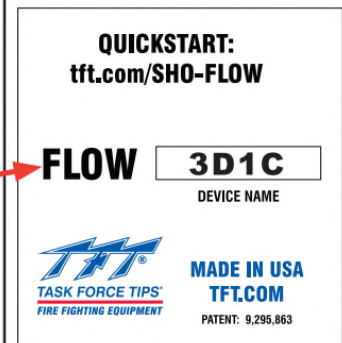 QUICKSTART:
tft.com/SHO-FLOW
FLOW 3D1C
DEVICE NAME
TFT®
TASK FORCE TIPS®
FIRE FIGHTING EQUIPMENT
MADE IN USA
TFT.COM
PATENT: 9,295,863